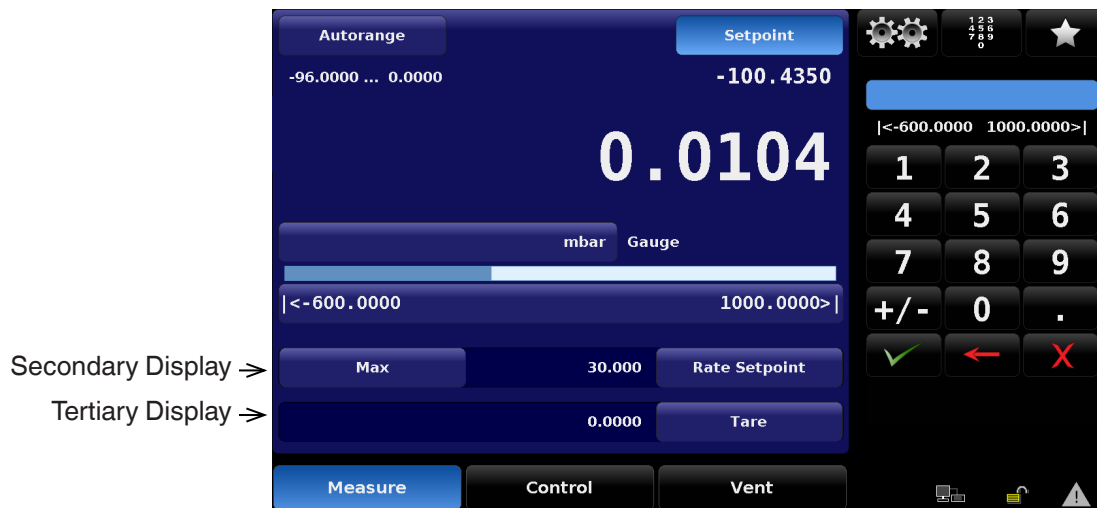 Autorange Setpoint
1 2 3
4 5 6
7 8 9
0
-96.0000 ... 0.0000 -100.4350
|<-600.0000 1000.0000>|
0.0104
1 2 3
4 5 6
mbar Gauge
7 8 9
|<-600.0000 1000.0000>|
+/- 0 .
Secondary Display Max 30.000 Rate Setpoint
X
Tertiary Display 0.0000 Tare
Measure Control Vent